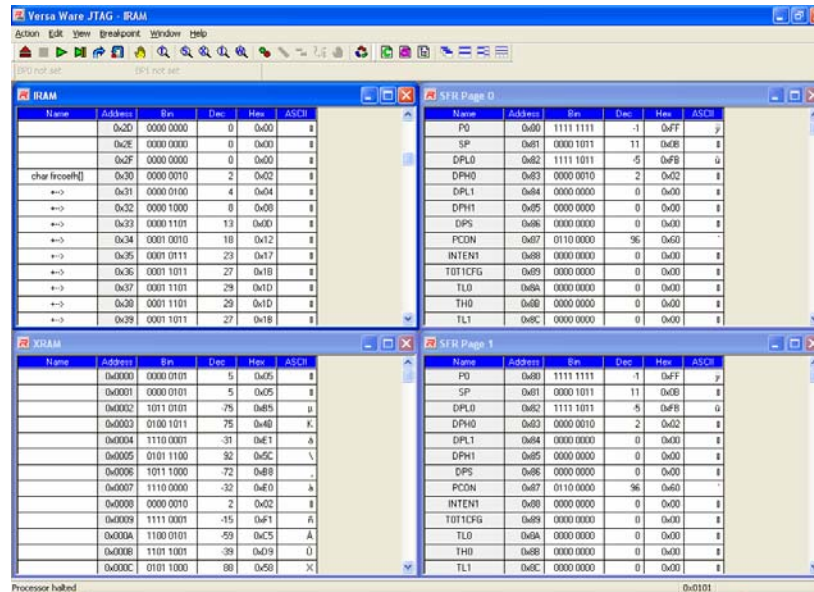 Versa Ware JTAG - IRAM
Action Edit View Breakpoint Window Help
BP0 not set BP1 not set
IRAM
Name Address Bin Dec Hex ASCII
0x2D 0000 0000 0 0x00
0x2E 0000 0000 0 0x00
0x2F 0000 0000 0 0x00
char fircoefh[] 0x30 0000 0010 2 0x02
<--> 0x31 0000 0100 4 0x04
<--> 0x32 0000 1000 8 0x08
<--> 0x33 0000 1101 13 0x0D
<--> 0x34 0001 0010 18 0x12
<--> 0x35 0001 0111 23 0x17
<--> 0x36 0001 1011 27 0x1B
<--> 0x37 0001 1101 29 0x1D
<--> 0x38 0001 1101 29 0x1D
<--> 0x39 0001 1011 27 0x1B
SFR Page 0
Name Address Bin Dec Hex ASCII
P0 0x80 1111 1111 -1 0xFF ÿ
SP 0x81 0000 1011 11 0x0B
DPL0 0x82 1111 1011 -5 0xFB û
DPH0 0x83 0000 0010 2 0x02
DPL1 0x84 0000 0000 0 0x00
DPH1 0x85 0000 0000 0 0x00
DPS 0x86 0000 0000 0 0x00
PCON 0x87 0110 0000 96 0x60 `
INTEN1 0x88 0000 0000 0 0x00
T0T1CFG 0x89 0000 0000 0 0x00
TL0 0x8A 0000 0000 0 0x00
TH0 0x8B 0000 0000 0 0x00
TL1 0x8C 0000 0000 0 0x00
XRAM
Name Address Bin Dec Hex ASCII
0x0000 0000 0101 5 0x05
0x0001 0000 0101 5 0x05
0x0002 1011 0101 -75 0xB5 µ
0x0003 0100 1011 75 0x4B K
0x0004 1110 0001 -31 0xE1 á
0x0005 0101 1100 92 0x5C \
0x0006 1011 1000 -72 0xB8 ¸
0x0007 1110 0000 -32 0xE0 à
0x0008 0000 0010 2 0x02
0x0009 1111 0001 -15 0xF1 ñ
0x000A 1100 0101 -59 0xC5 Å
0x000B 1101 1001 -39 0xD9 Ù
0x000C 0101 1000 88 0x58 X
SFR Page 1
Name Address Bin Dec Hex ASCII
P0 0x80 1111 1111 -1 0xFF ÿ
SP 0x81 0000 1011 11 0x0B
DPL0 0x82 1111 1011 -5 0xFB û
DPH0 0x83 0000 0010 2 0x02
DPL1 0x84 0000 0000 0 0x00
DPH1 0x85 0000 0000 0 0x00
DPS 0x86 0000 0000 0 0x00
PCON 0x87 0110 0000 96 0x60 `
INTEN1 0x88 0000 0000 0 0x00
T0T1CFG 0x89 0000 0000 0 0x00
TL0 0x8A 0000 0000 0 0x00
TH0 0x8B 0000 0000 0 0x00
TL1 0x8C 0000 0000 0 0x00
Processor halted 0x0101